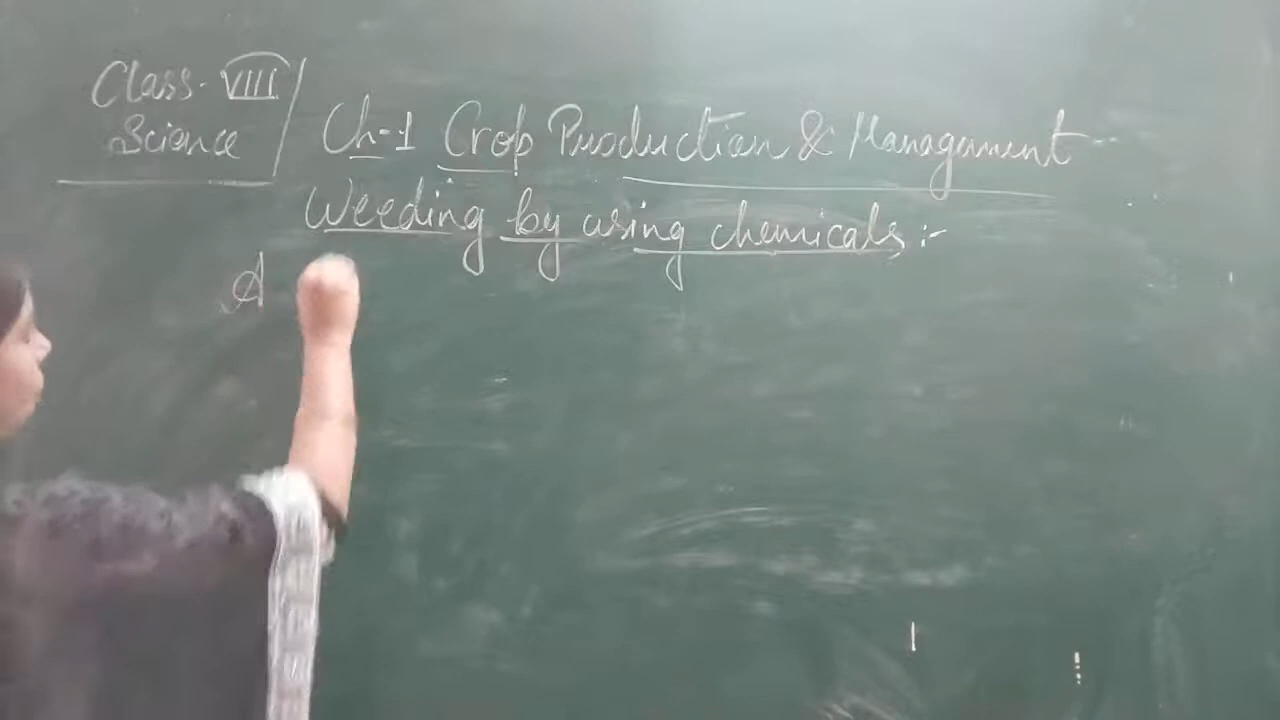 Class-VIII
Science
Ch-1 Crop Production & Management
Weeding by using chemicals :-
A